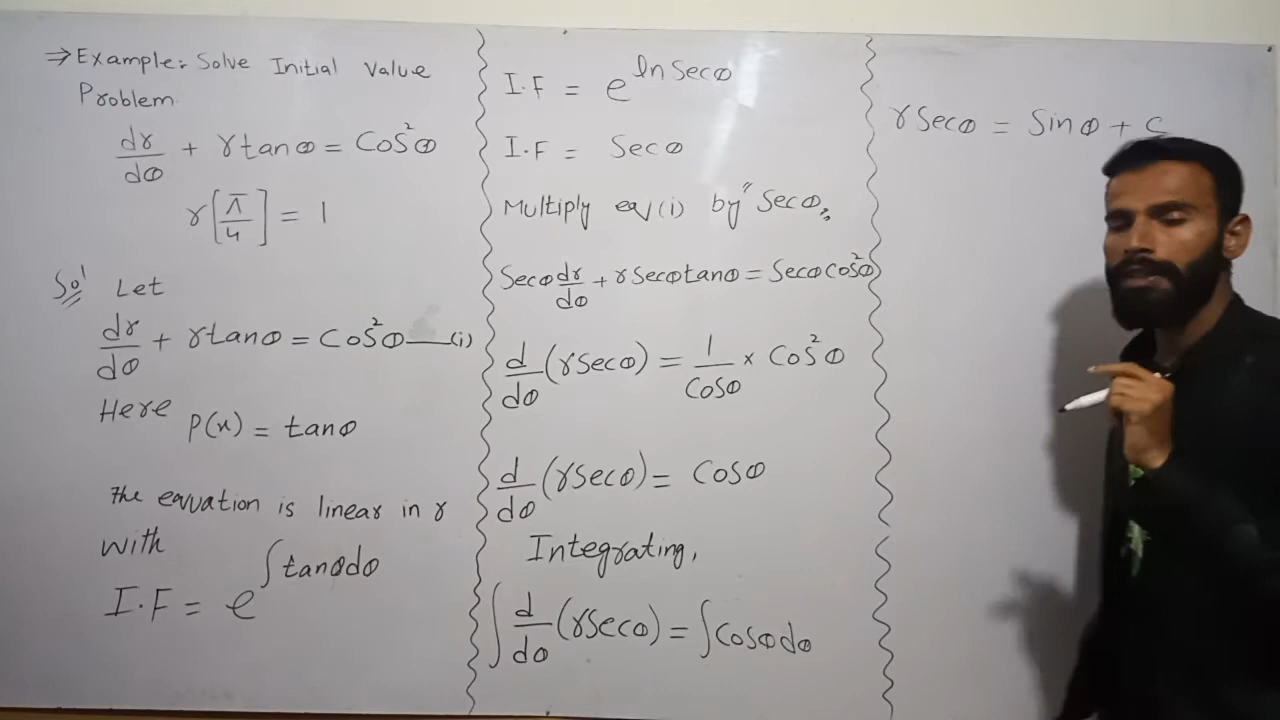 ⇒ Example: Solve Initial Value
Problem
dr/dθ + r tanθ = Cos²θ
r[π/4] = 1
Sol Let
dr/dθ + r tanθ = Cos²θ —(i)
Here P(x) = tanθ
The equation is linear in r
With
I.F = e^∫tanθdθ
I.F = e^ln Secθ
I.F = Secθ
Multiply eq(i) by "Secθ"
Secθ dr/dθ + r Secθ tanθ = Secθ Cos²θ
d/dθ (r Secθ) = 1/Cosθ × Cos²θ
d/dθ (r Secθ) = Cosθ
Integrating,
∫ d/dθ (r Secθ) = ∫ Cosθ dθ
r Secθ = Sinθ + C